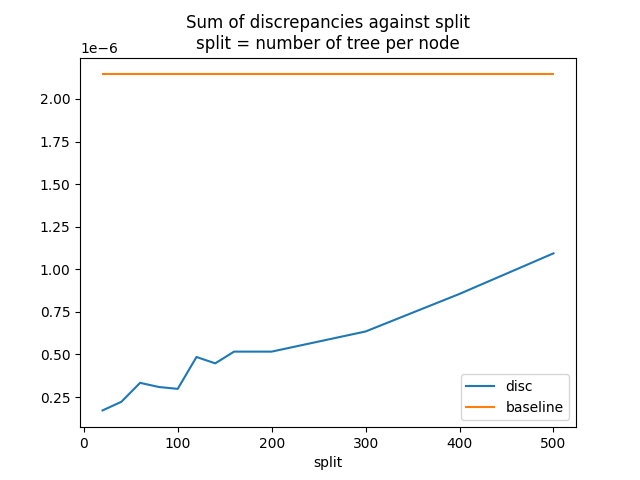 Sum of discrepancies against split
split = number of tree per node
1e−6
2.00
1.75
1.50
1.25
1.00
0.75
0.50
0.25
0
100
200
300
400
500
split
disc
baseline